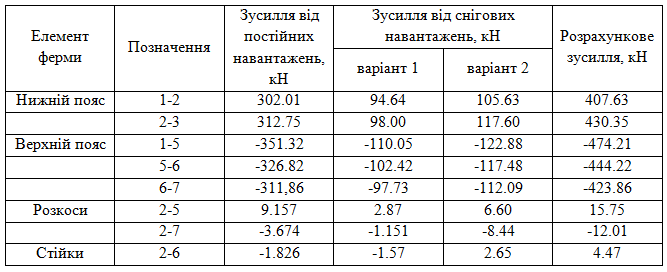 Елемент ферми | Позначення | Зусилля від постійних навантажень, кН | Зусилля від снігових навантажень, кН | Розрахункове зусилля, кН
варіант 1 | варіант 2
Нижній пояс | 1-2 | 302.01 | 94.64 | 105.63 | 407.63
2-3 | 312.75 | 98.00 | 117.60 | 430.35
Верхній пояс | 1-5 | -351.32 | -110.05 | -122.88 | -474.21
5-6 | -326.82 | -102.42 | -117.48 | -444.22
6-7 | -311,86 | -97.73 | -112.09 | -423.86
Розкоси | 2-5 | 9.157 | 2.87 | 6.60 | 15.75
2-7 | -3.674 | -1.151 | -8.44 | -12.01
Стійки | 2-6 | -1.826 | -1.57 | 2.65 | 4.47